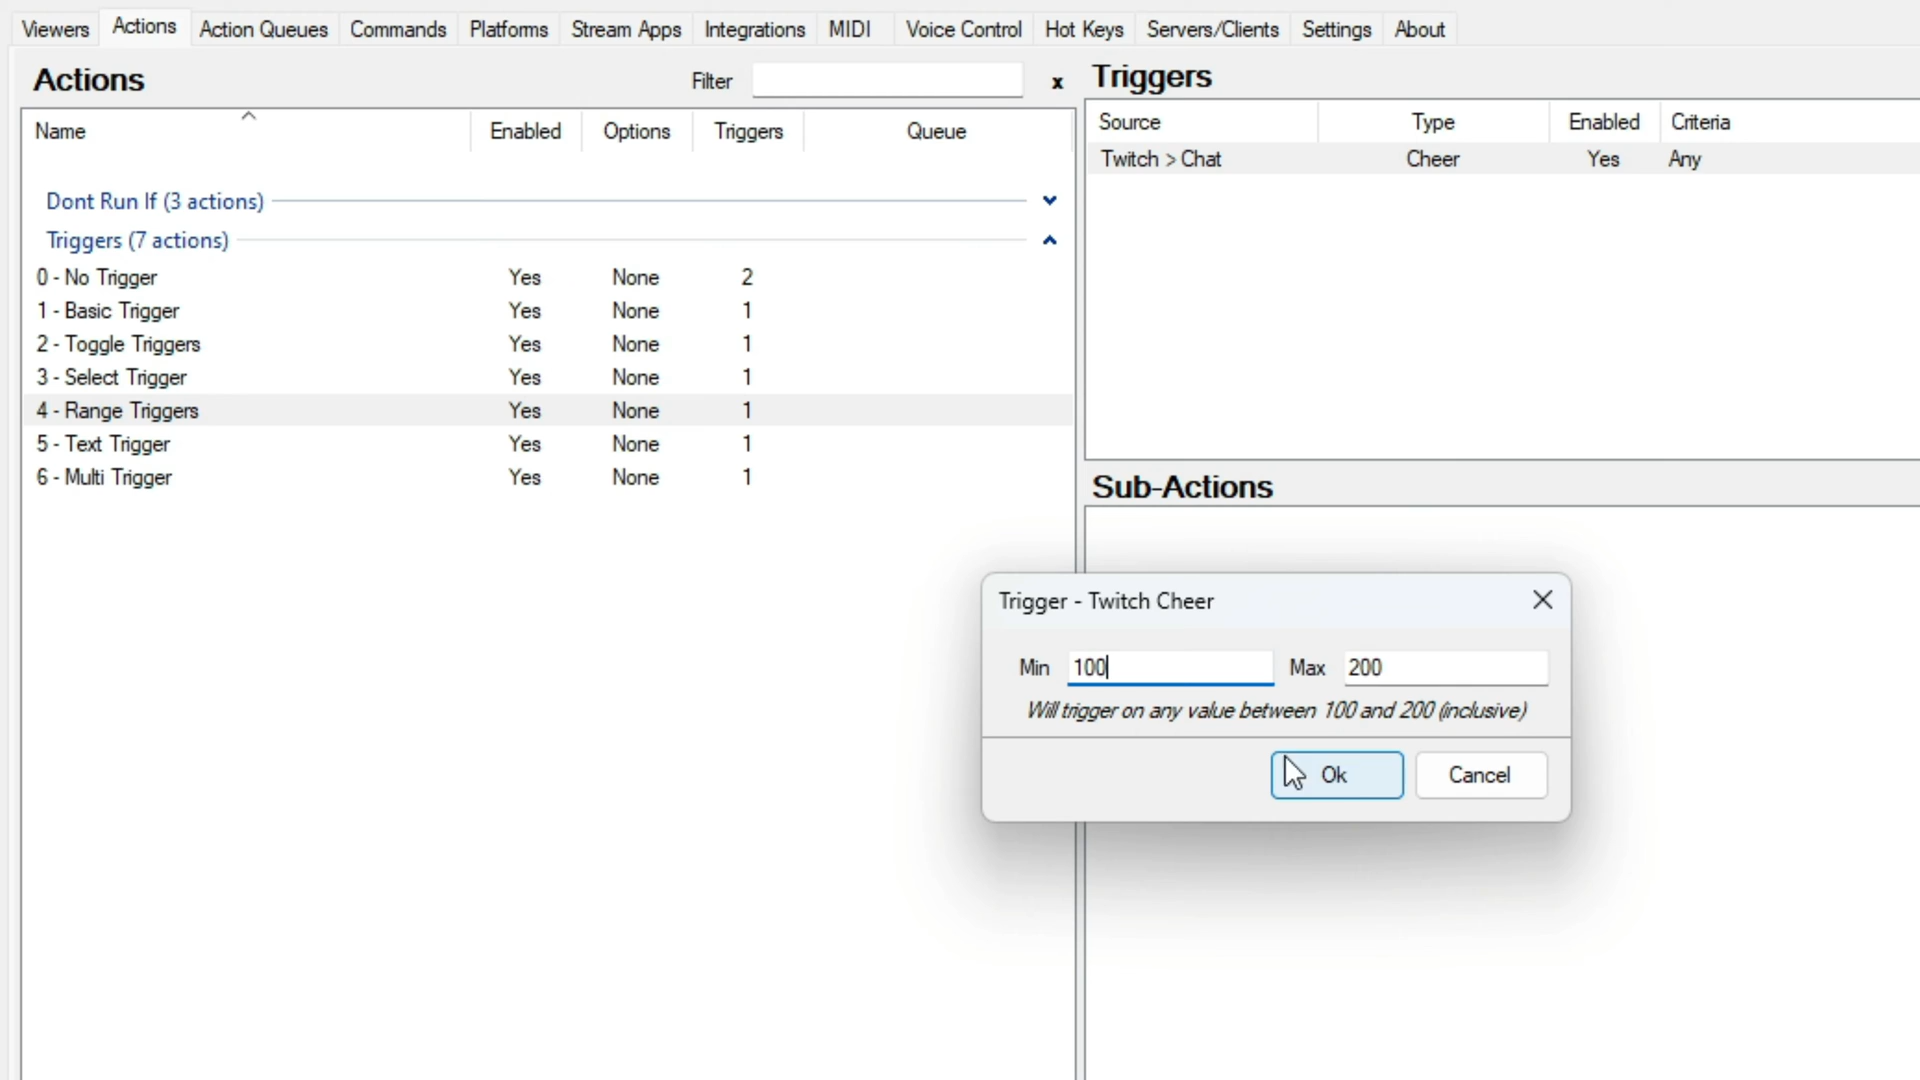 Viewers Actions Action Queues Commands Platforms Stream Apps Integrations MIDI Voice Control Hot Keys Servers/Clients Settings About
Actions Filter x
Name Enabled Options Triggers Queue
Dont Run If (3 actions)
Triggers (7 actions)
0 - No Trigger Yes None 2
1 - Basic Trigger Yes None 1
2 - Toggle Triggers Yes None 1
3 - Select Trigger Yes None 1
4 - Range Triggers Yes None 1
5 - Text Trigger Yes None 1
6 - Multi Trigger Yes None 1
Triggers
Source Type Enabled Criteria
Twitch > Chat Cheer Yes Any
Sub-Actions
Trigger - Twitch Cheer
Min 100 Max 200
Will trigger on any value between 100 and 200 (inclusive)
Ok Cancel